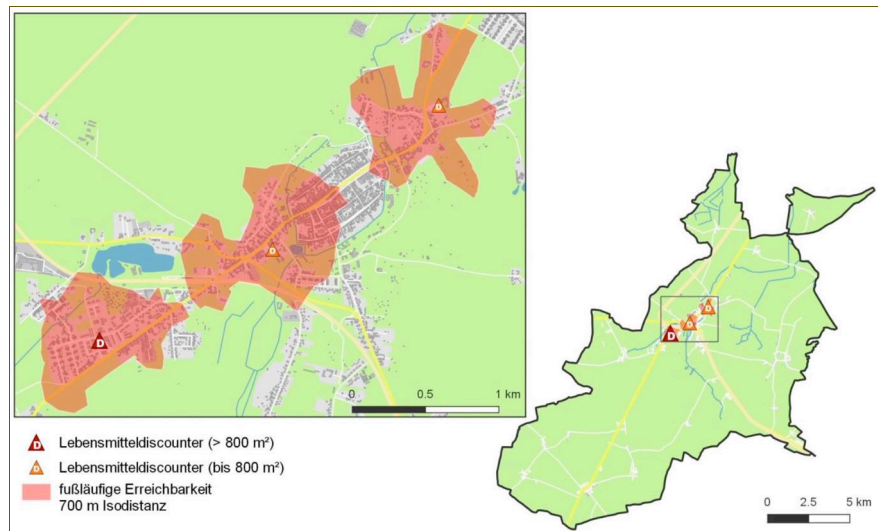 D
D
D
0 0.5 1 km
D
D
D
D Lebensmitteldiscounter (> 800 m²)
D Lebensmitteldiscounter (bis 800 m²)
fußläufige Erreichbarkeit
700 m Isodistanz
0 2.5 5 km